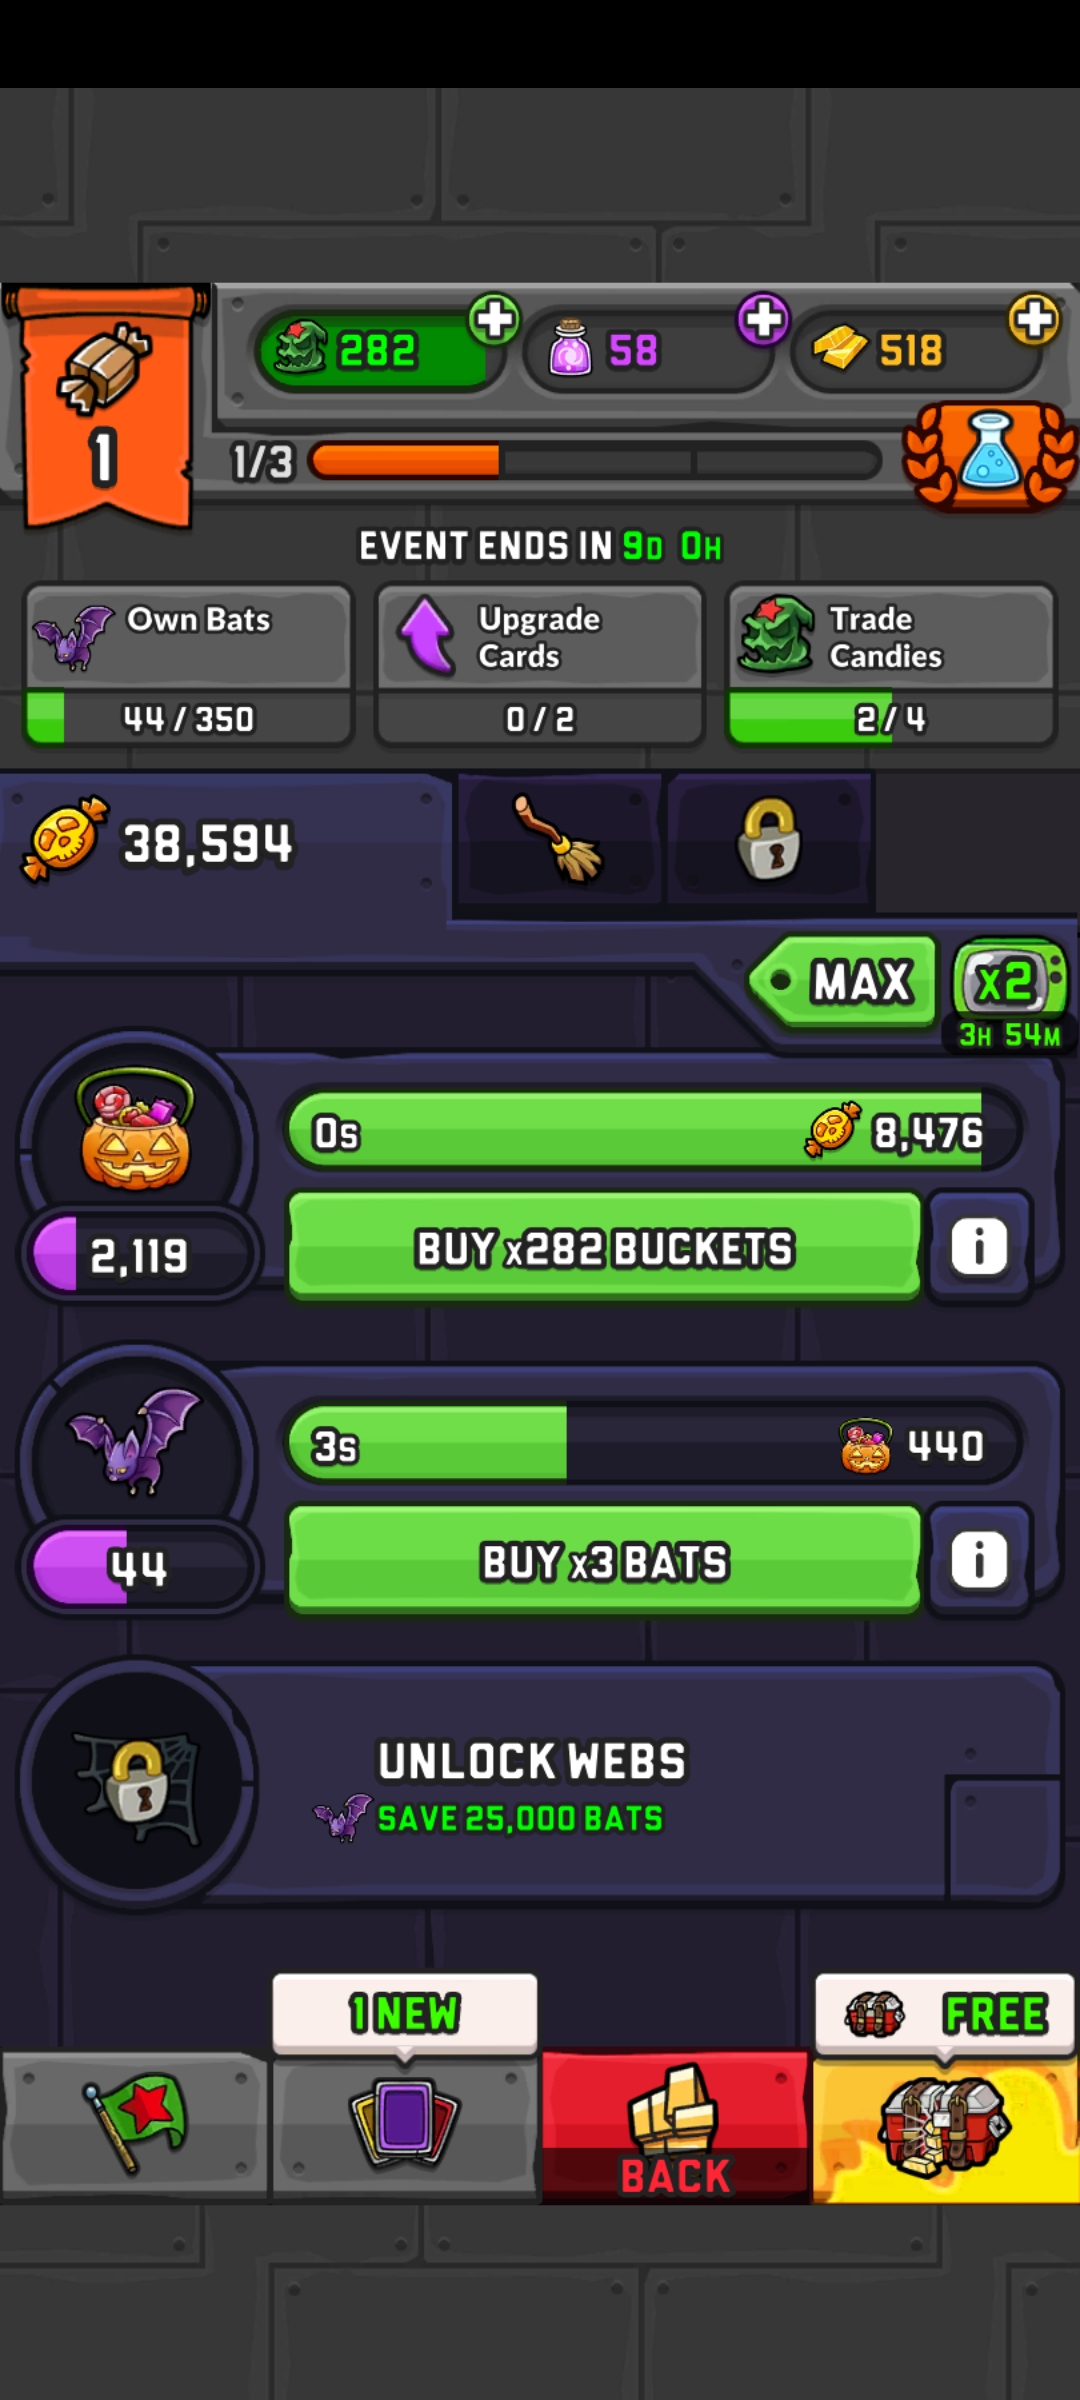 282
58
518
1
1/3
EVENT ENDS IN 9D 0H
Own Bats
44 / 350
Upgrade
Cards
0 / 2
Trade
Candies
2 / 4
38,594
MAX
x2
3H 54M
0s
8,476
2,119
BUY x282 BUCKETS
i
3s
440
44
BUY x3 BATS
i
UNLOCK WEBS
SAVE 25,000 BATS
1 NEW
FREE
BACK